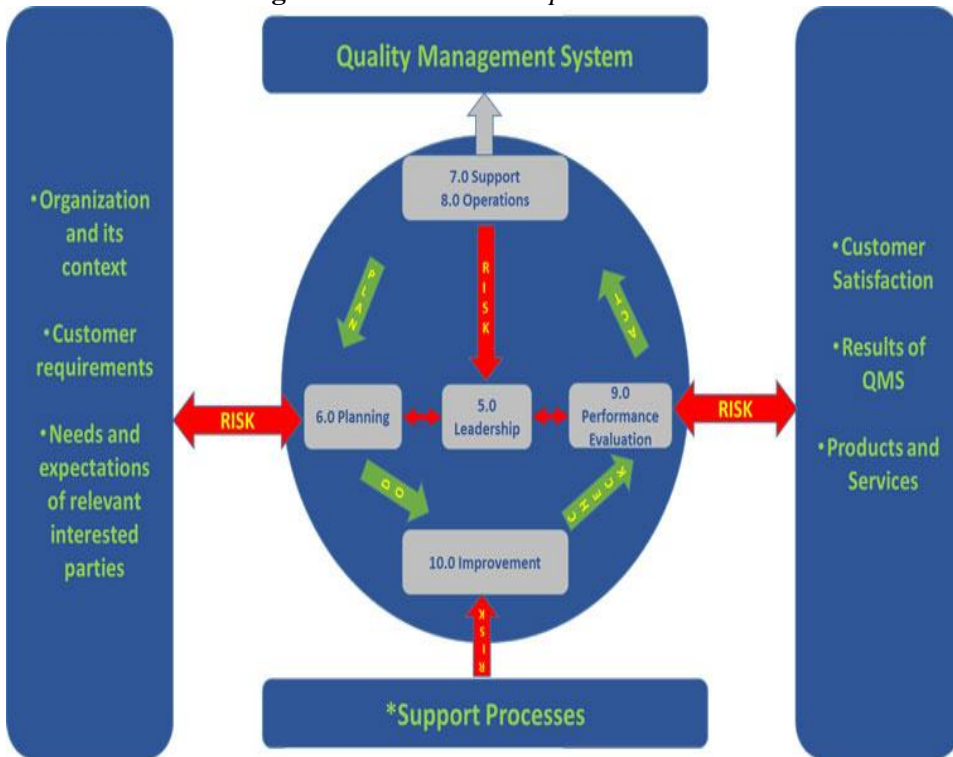 Quality Management System
•Organization
and its
context
•Customer
requirements
•Needs and
expectations
of relevant
interested
parties
7.0 Support
8.0 Operations
PLAN
RISK
ACT
RISK
6.0 Planning
5.0
Leadership
9.0
Performance
Evaluation
RISK
DO
CHECK
10.0 Improvement
RISK
*Support Processes
•Customer
Satisfaction
•Results of
QMS
•Products and
Services